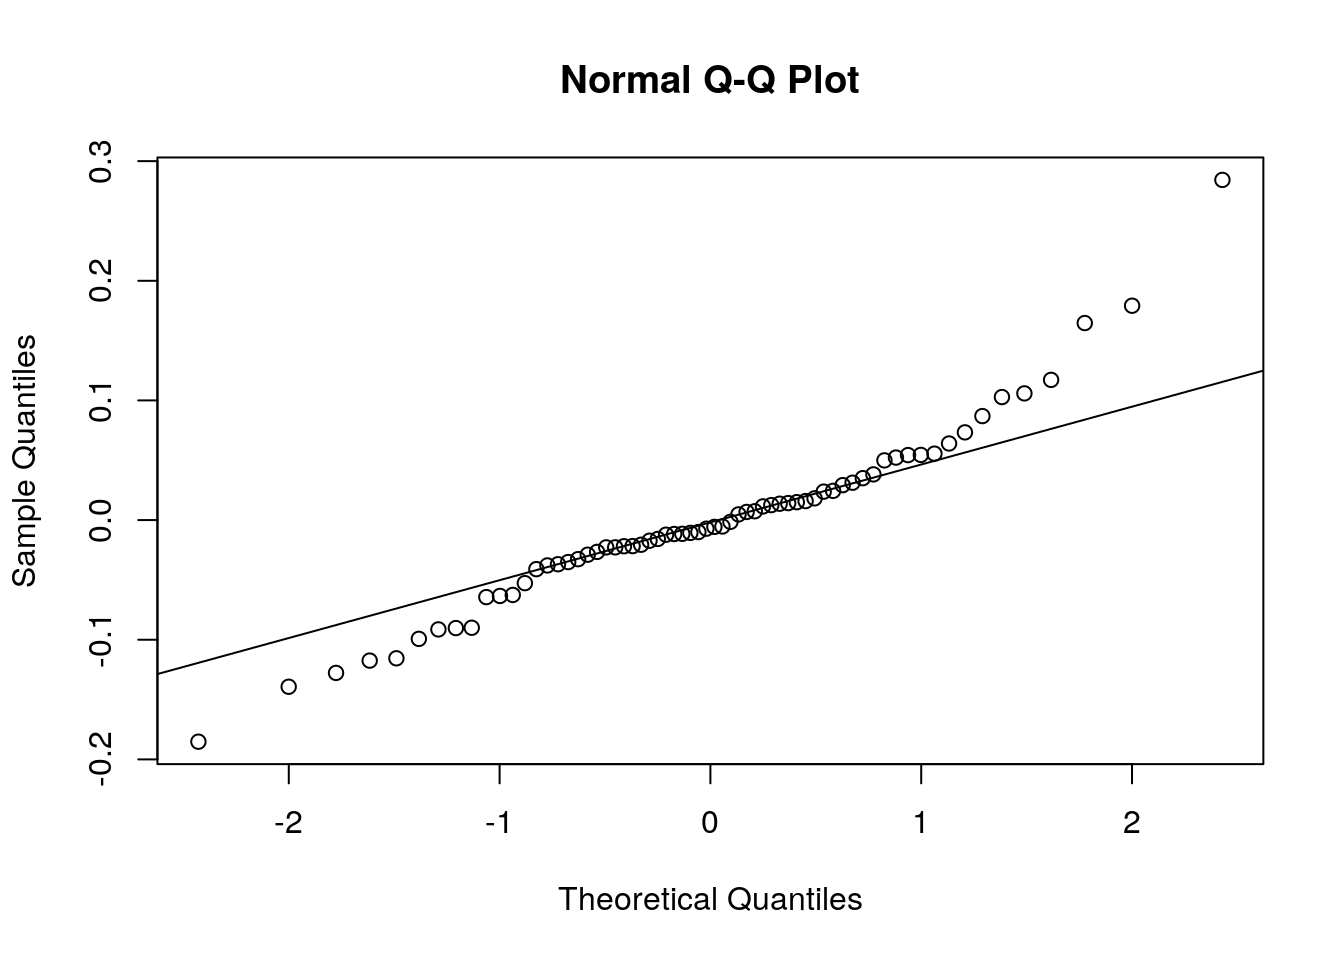 Normal Q-Q Plot
Sample Quantiles
0.3
0.2
0.1
0.0
-0.1
-0.2
-2 -1 0 1 2
Theoretical Quantiles